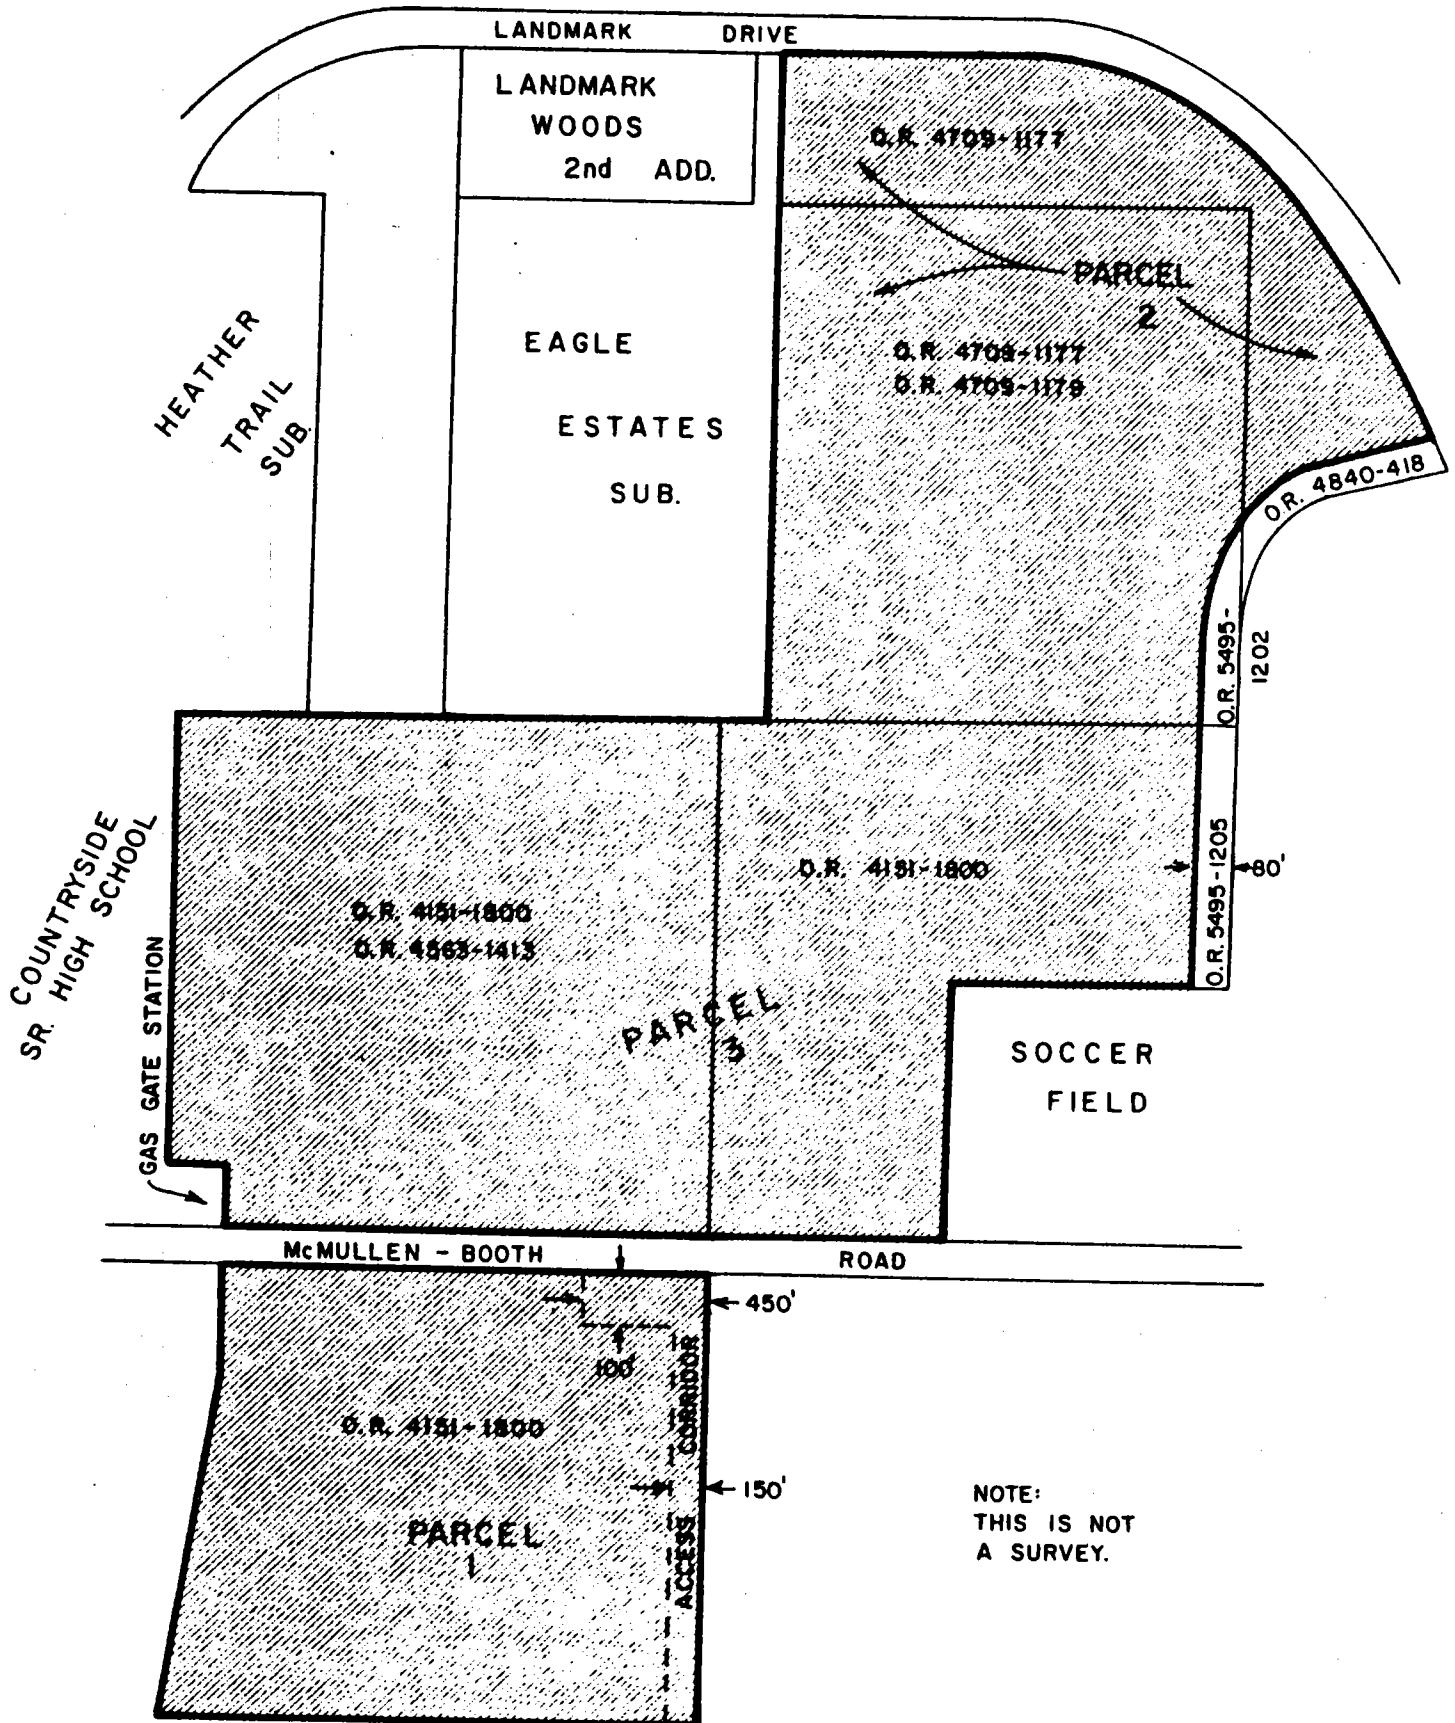 LANDMARK DRIVE
LANDMARK
WOODS
2nd ADD.
O.R. 4709-1177
PARCEL
2
HEATHER
TRAIL
SUB.
EAGLE
ESTATES
SUB.
O.R. 4709-1177
O.R. 4709-1179
O.R. 4840-418
O.R. 5495-
1202
COUNTRYSIDE
SR. HIGH SCHOOL
GAS GATE STATION
O.R. 4151-1800
O.R. 4563-1413
O.R. 4151-1800
O.R. 5495-1205
80'
PARCEL
3
SOCCER
FIELD
McMULLEN - BOOTH ROAD
450'
100'
CORRIDOR
ACCESS
O.R. 4151-1800
150'
PARCEL
1
NOTE:
THIS IS NOT
A SURVEY.